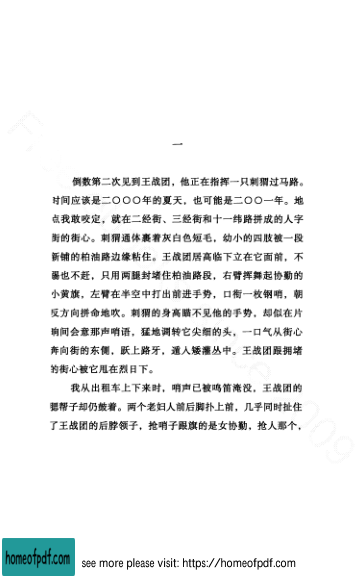 一
倒数第二次见到王战团，他正在指挥一只刺猬过马路。
时间应该是二〇〇〇年的夏天，也可能是二〇〇一年。地
点我敢咬定，就在二经街、三经街和十一纬路拼成的人字
街的街心。刺猬通体裹着灰白色短毛，幼小的四肢被一段
新铺的柏油路边缘粘住。王战团居高临下立在它面前，不
嚣也不赶，只用两腿封堵住柏油路段，右臂挥舞起协勤的
小黄旗，左臂在半空中打出前进手势，口衔一枚钢哨，朝
反方向拼命地吹。刺猬的身高瞄不见他的手势，却似在片
刻间会意那声哨语，猛地调转它尖细的头，一口气从街心
奔向街的东侧，跃上路牙，遁入矮灌丛中。王战团跟拥堵
的街心被它甩在烈日下。
我从出租车上下来时，哨声已被鸣笛淹没，王战团的
腮帮子却仍鼓着。两个老妇人前后脚扑上前，几乎同时扯住
了王战团的后脖领子，抢哨子跟旗的是女协勤，抢人那个，
homeofpdf.com
see more please visit: https://homeofpdf.com